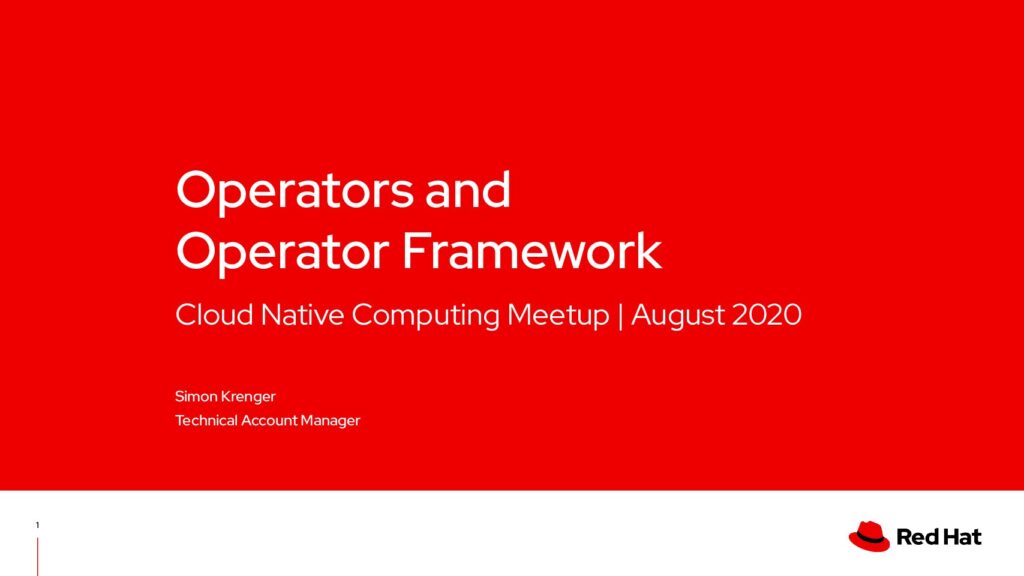 Operators and
Operator Framework
Cloud Native Computing Meetup | August 2020
Simon Krenger
Technical Account Manager
1
Red Hat